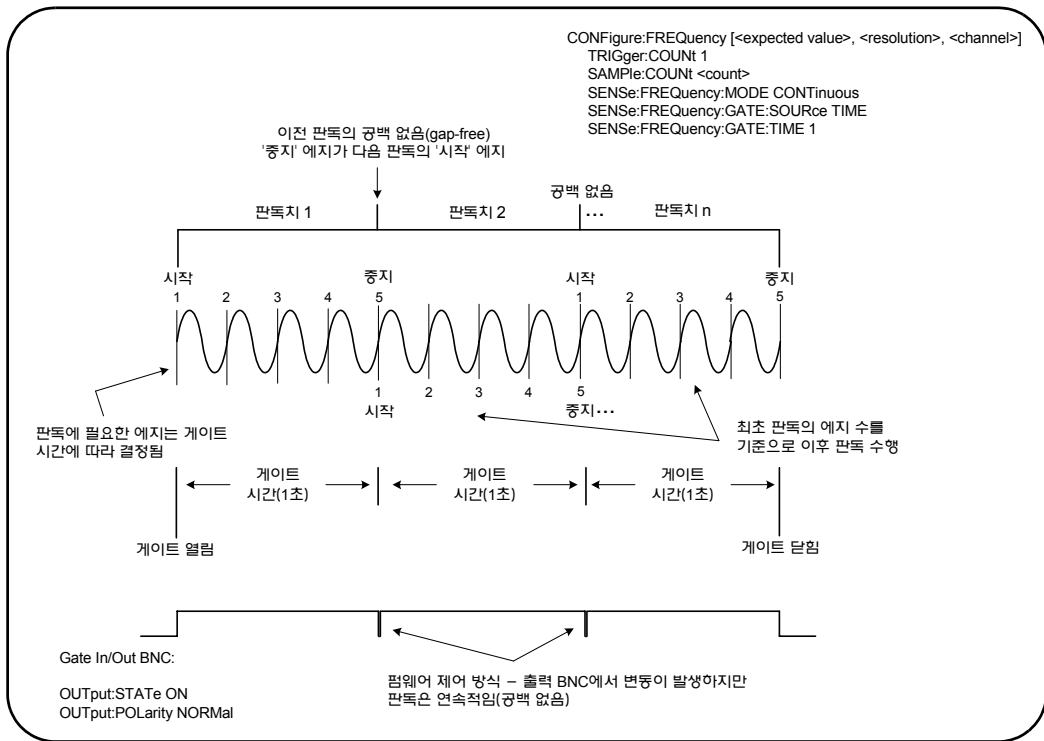 CONFigure:FREQuency [<expected value>, <resolution>, <channel>]
TRIGger:COUNt 1
SAMPle:COUNt <count>
SENSe:FREQuency:MODE CONTinuous
SENSe:FREQuency:GATE:SOURce TIME
SENSe:FREQuency:GATE:TIME 1
이전 판독의 공백 없음(gap-free)
'중지' 에지가 다음 판독의 '시작' 에지
공백 없음
판독치 1
판독치 2
...
판독치 n
시작
중지
시작
중지
1 2 3 4 5 1 2 3 4 5
1 2 3 4 5
시작
중지...
판독에 필요한 에지는 게이트
시간에 따라 결정됨
최초 판독의 에지 수를
기준으로 이후 판독 수행
게이트
시간(1초)
게이트
시간(1초)
게이트
시간(1초)
게이트 열림
게이트 닫힘
Gate In/Out BNC:
OUTput:STATe ON
OUTput:POLarity NORMal
펌웨어 제어 방식 – 출력 BNC에서 변동이 발생하지만
판독은 연속적임(공백 없음)